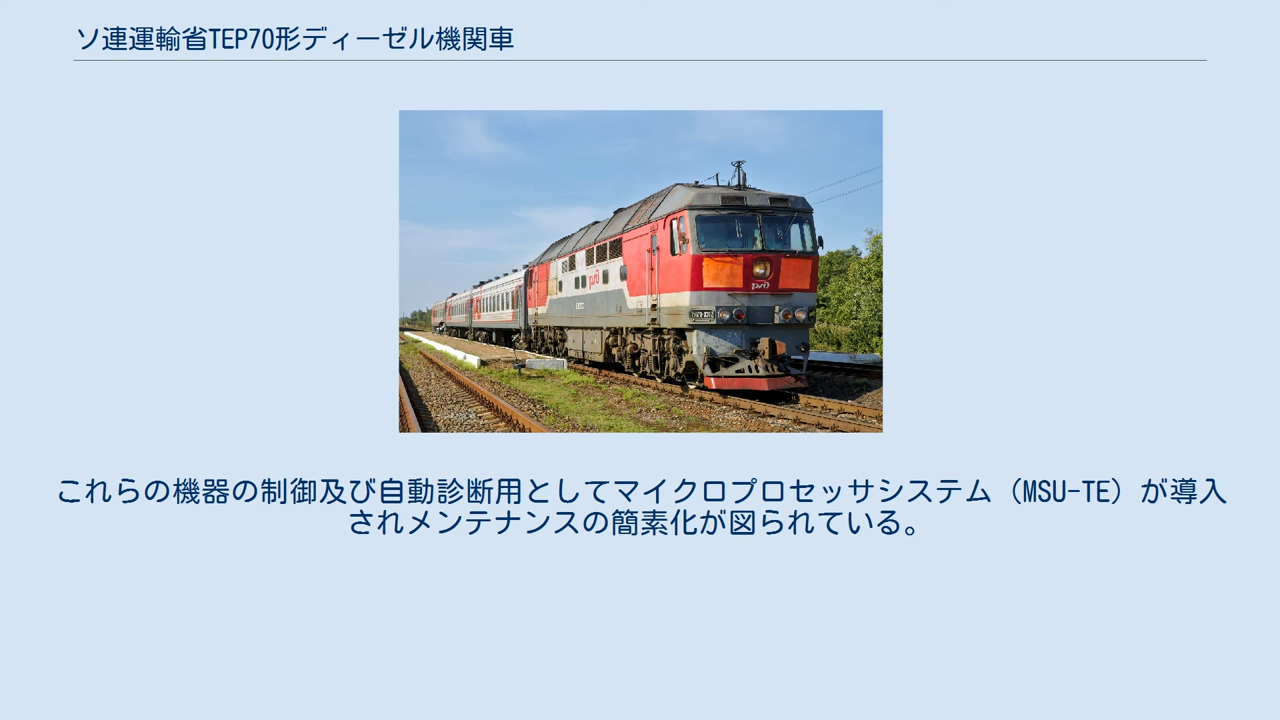 ソ連運輸省TEP70形ディーゼル機関車
pжд
pжд
これらの機器の制御及び自動診断用としてマイクロプロセッサシステム（MSU-TE）が導入
されメンテナンスの簡素化が図られている。